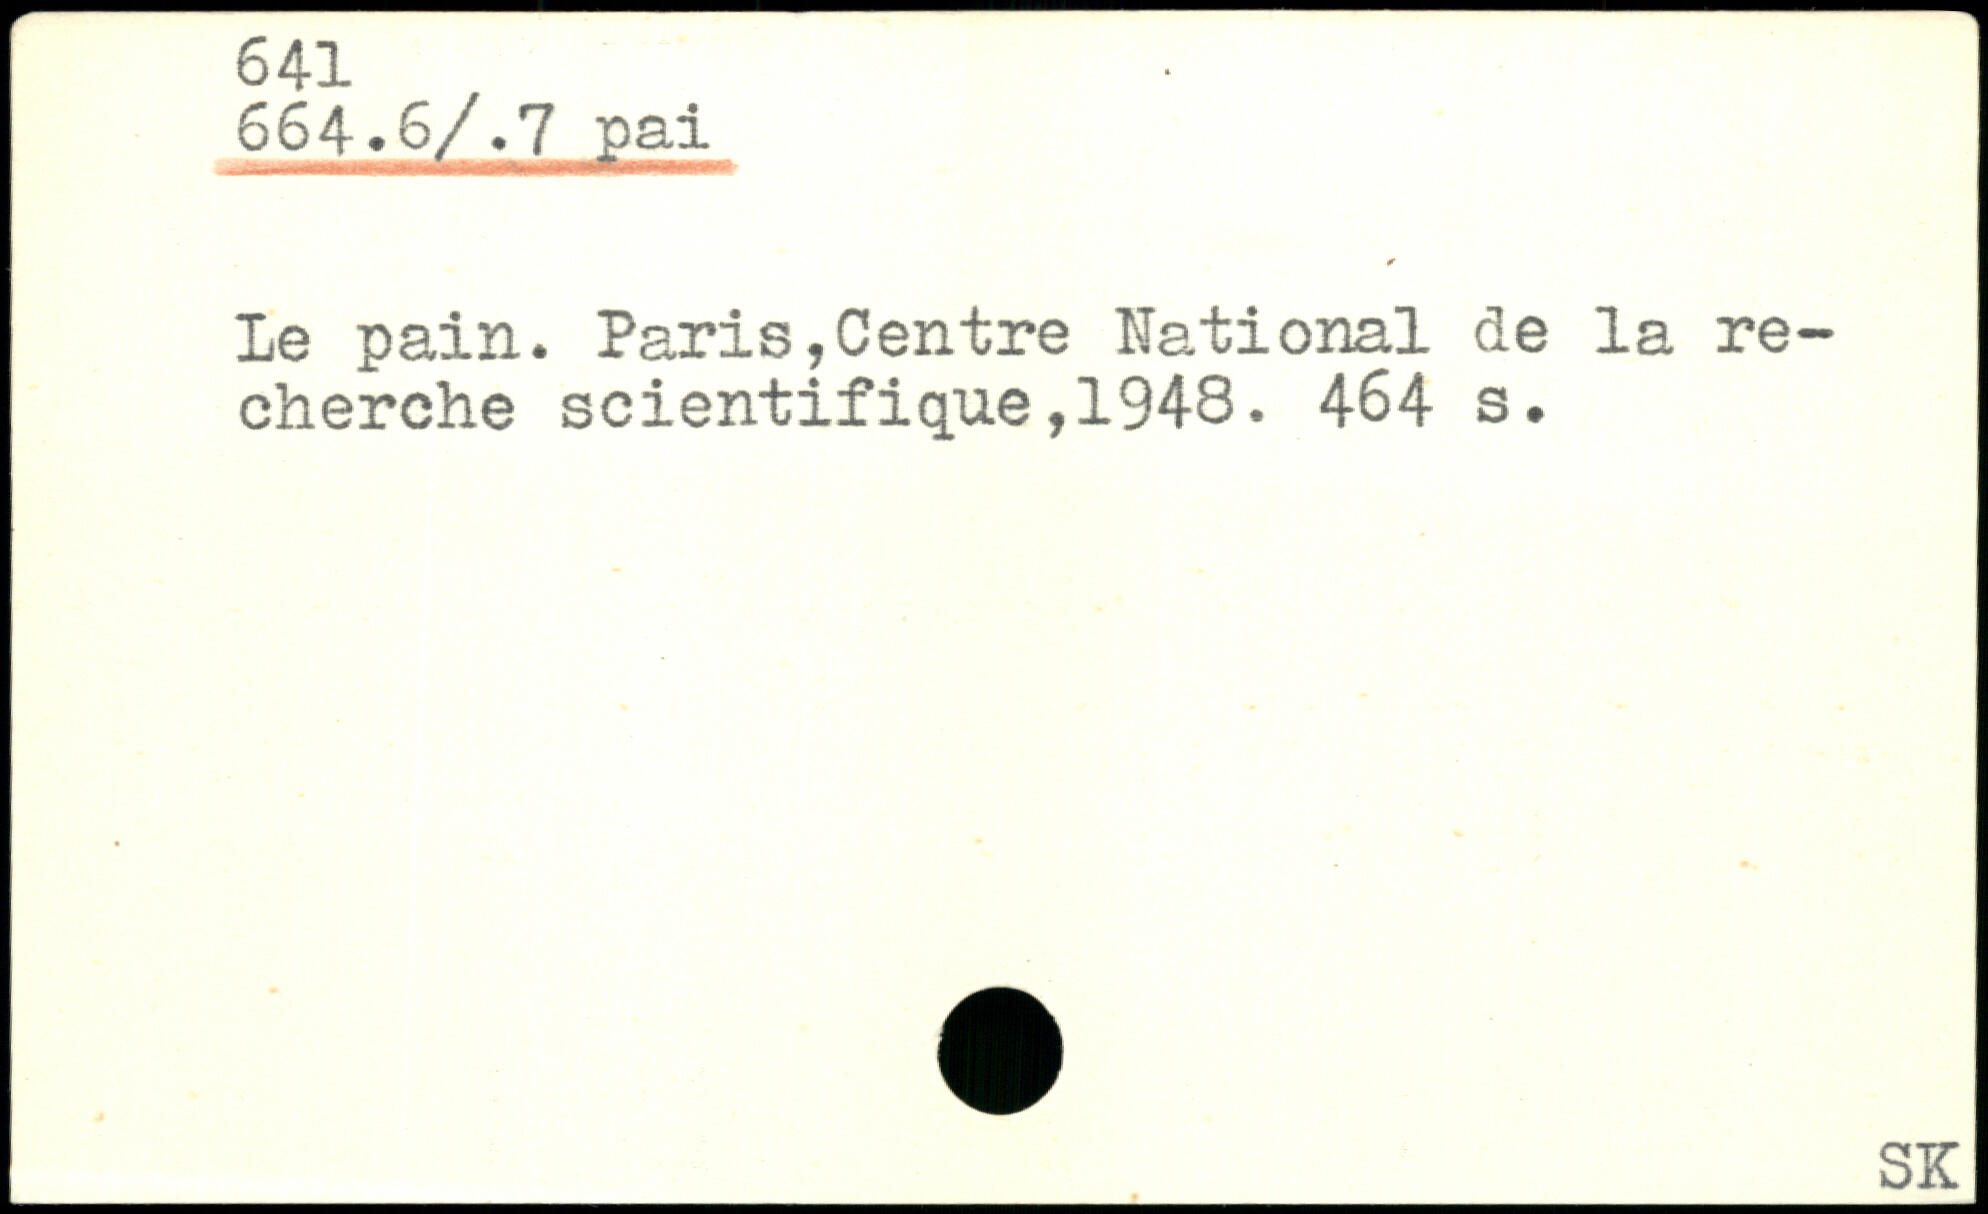 641
664.6/.7 pai
Le pain. Paris,Centre National de la re-
cherche scientifique,1948. 464 s.
SK